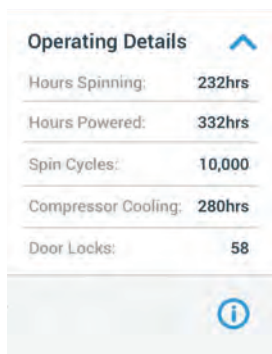 Operating Details
Hours Spinning: 232hrs
Hours Powered: 332hrs
Spin Cycles: 10,000
Compressor Cooling: 280hrs
Door Locks: 58